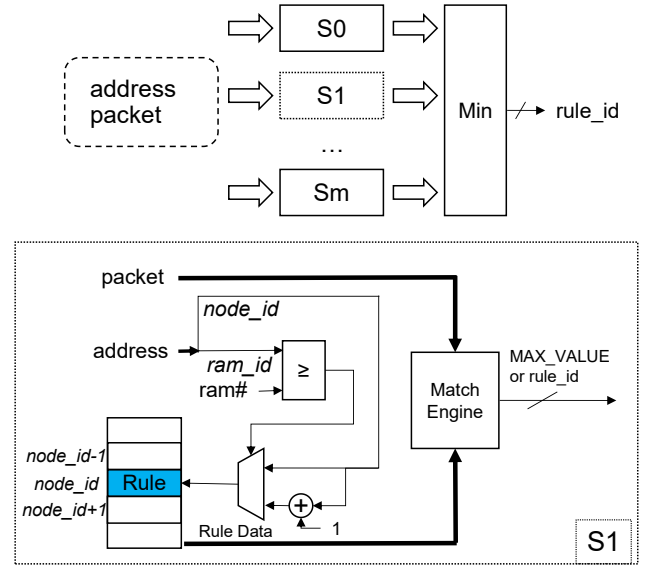 S0
address
packet
S1
Min
rule_id
...
Sm
packet
node_id
address
ram_id
ram#
≥
MAX_VALUE
or rule_id
Match
Engine
node_id-1
node_id
Rule
node_id+1
+
1
Rule Data
S1